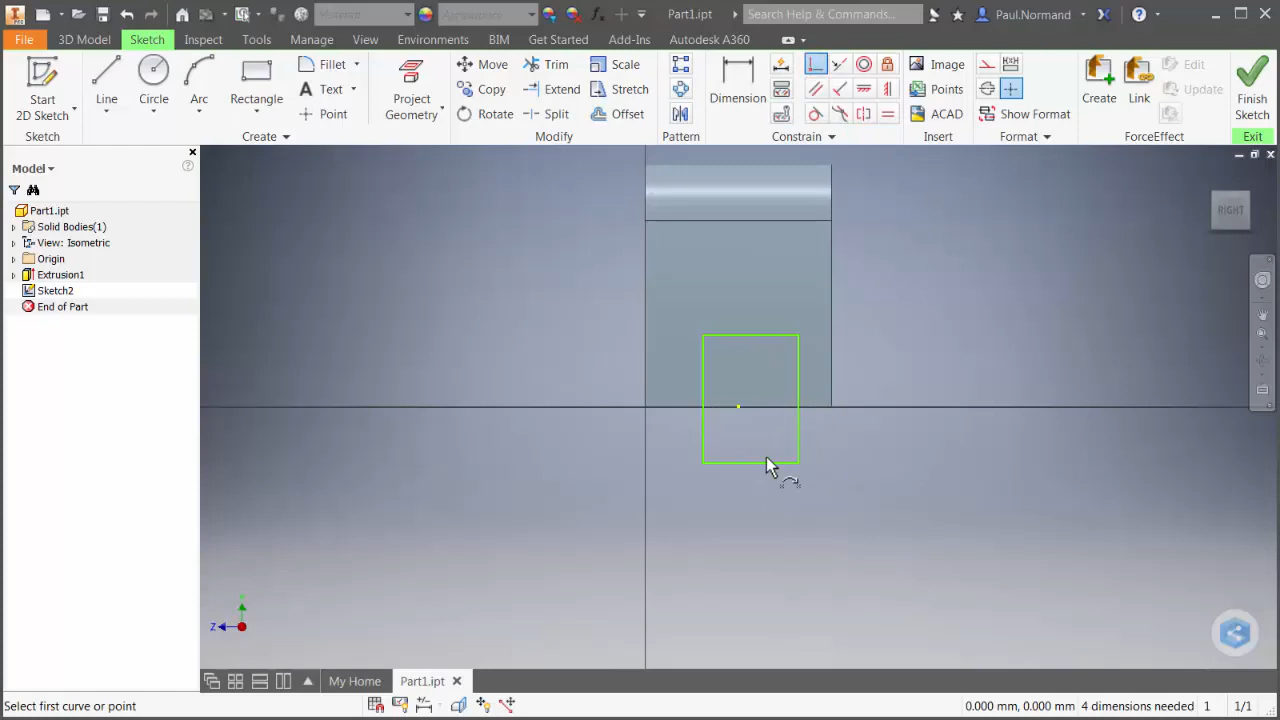 Part1.ipt
Search Help & Commands...
Paul.Normand
File
3D Model
Sketch
Inspect
Tools
Manage
View
Environments
BIM
Get Started
Add-Ins
Autodesk A360
Start
2D Sketch
Line
Circle
Arc
Rectangle
Fillet
Text
Point
Project
Geometry
Move
Copy
Rotate
Trim
Extend
Split
Scale
Stretch
Offset
Dimension
Image
Points
ACAD
Show Format
Create
Link
Edit
Update
Finish
Sketch
Sketch
Create
Modify
Pattern
Constrain
Insert
Format
ForceEffect
Exit
Model
Part1.ipt
Solid Bodies(1)
View: Isometric
Origin
Extrusion1
Sketch2
End of Part
RIGHT
Z
My Home
Part1.ipt
Select first curve or point
0.000 mm, 0.000 mm
4 dimensions needed
1
1/1